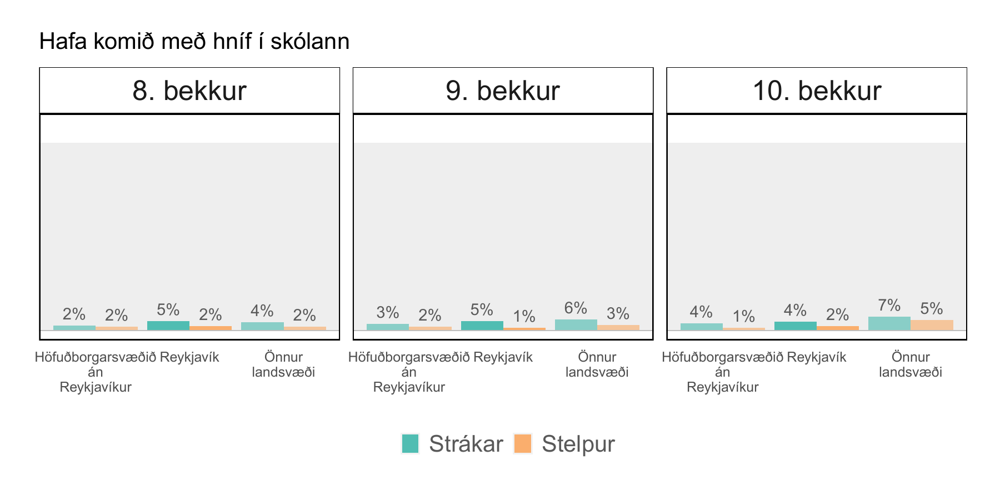 Hafa komið með hníf í skólann
8. bekkur
9. bekkur
10. bekkur
2% 2% 5% 2% 4% 2%
3% 2% 5% 1% 6% 3%
4% 1% 4% 2% 7% 5%
Höfuðborgarsvæðið Reykjavík Önnur
án landsvæði
Reykjavíkur
Höfuðborgarsvæðið Reykjavík Önnur
án landsvæði
Reykjavíkur
Höfuðborgarsvæðið Reykjavík Önnur
án landsvæði
Reykjavíkur
Strákar Stelpur